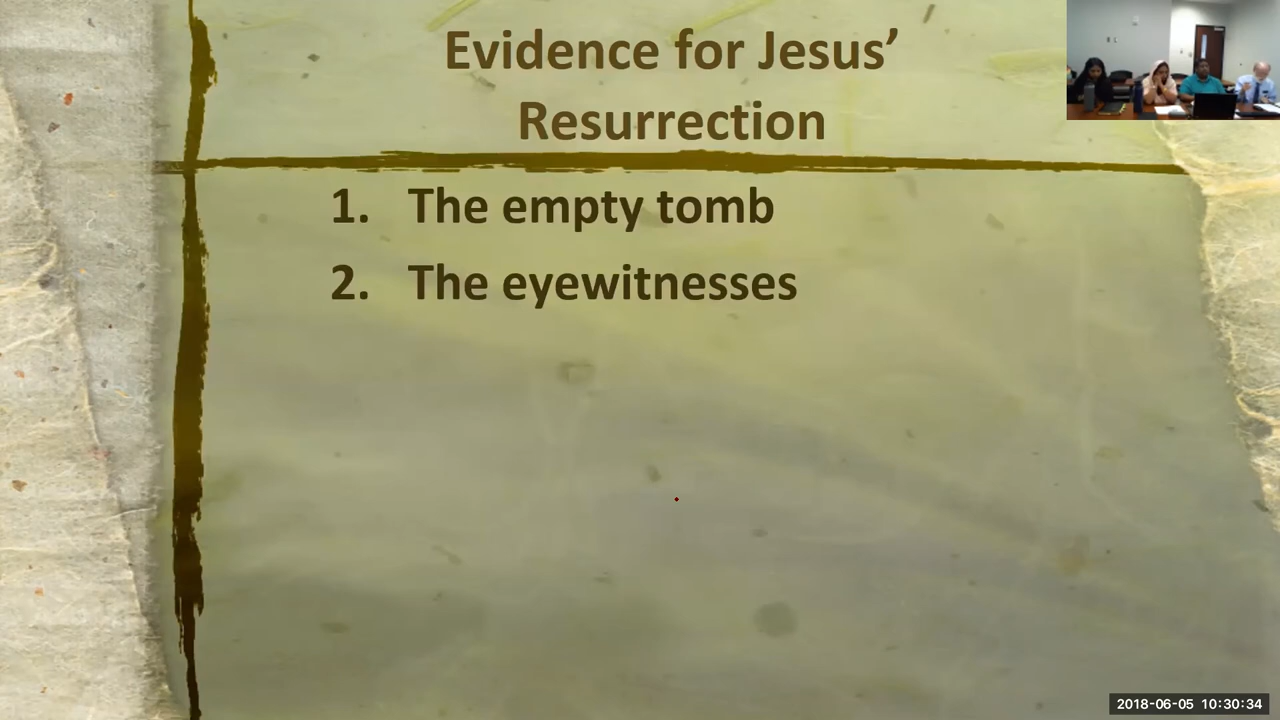 Evidence for Jesus’
Resurrection
1. The empty tomb
2. The eyewitnesses
2018-06-05 10:30:34